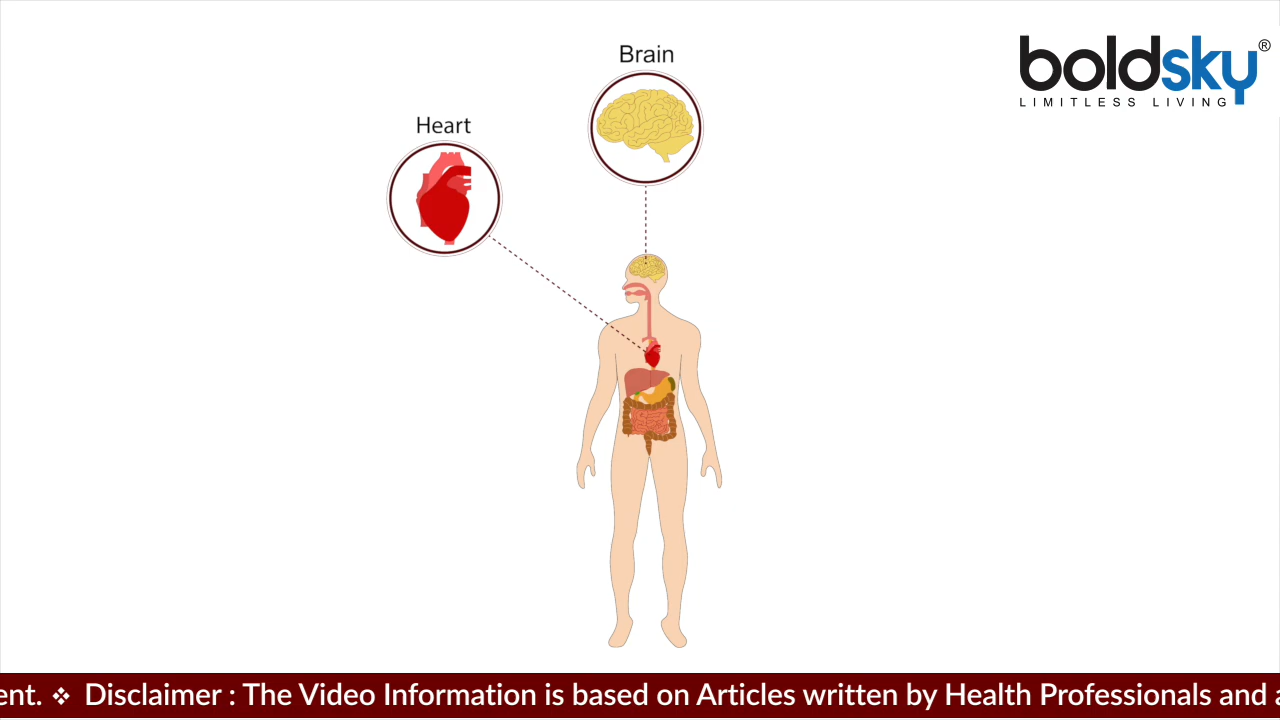 Brain
Heart
boldsky®
LIMITLESS LIVING
ent. ❖ Disclaimer : The Video Information is based on Articles written by Health Professionals and a